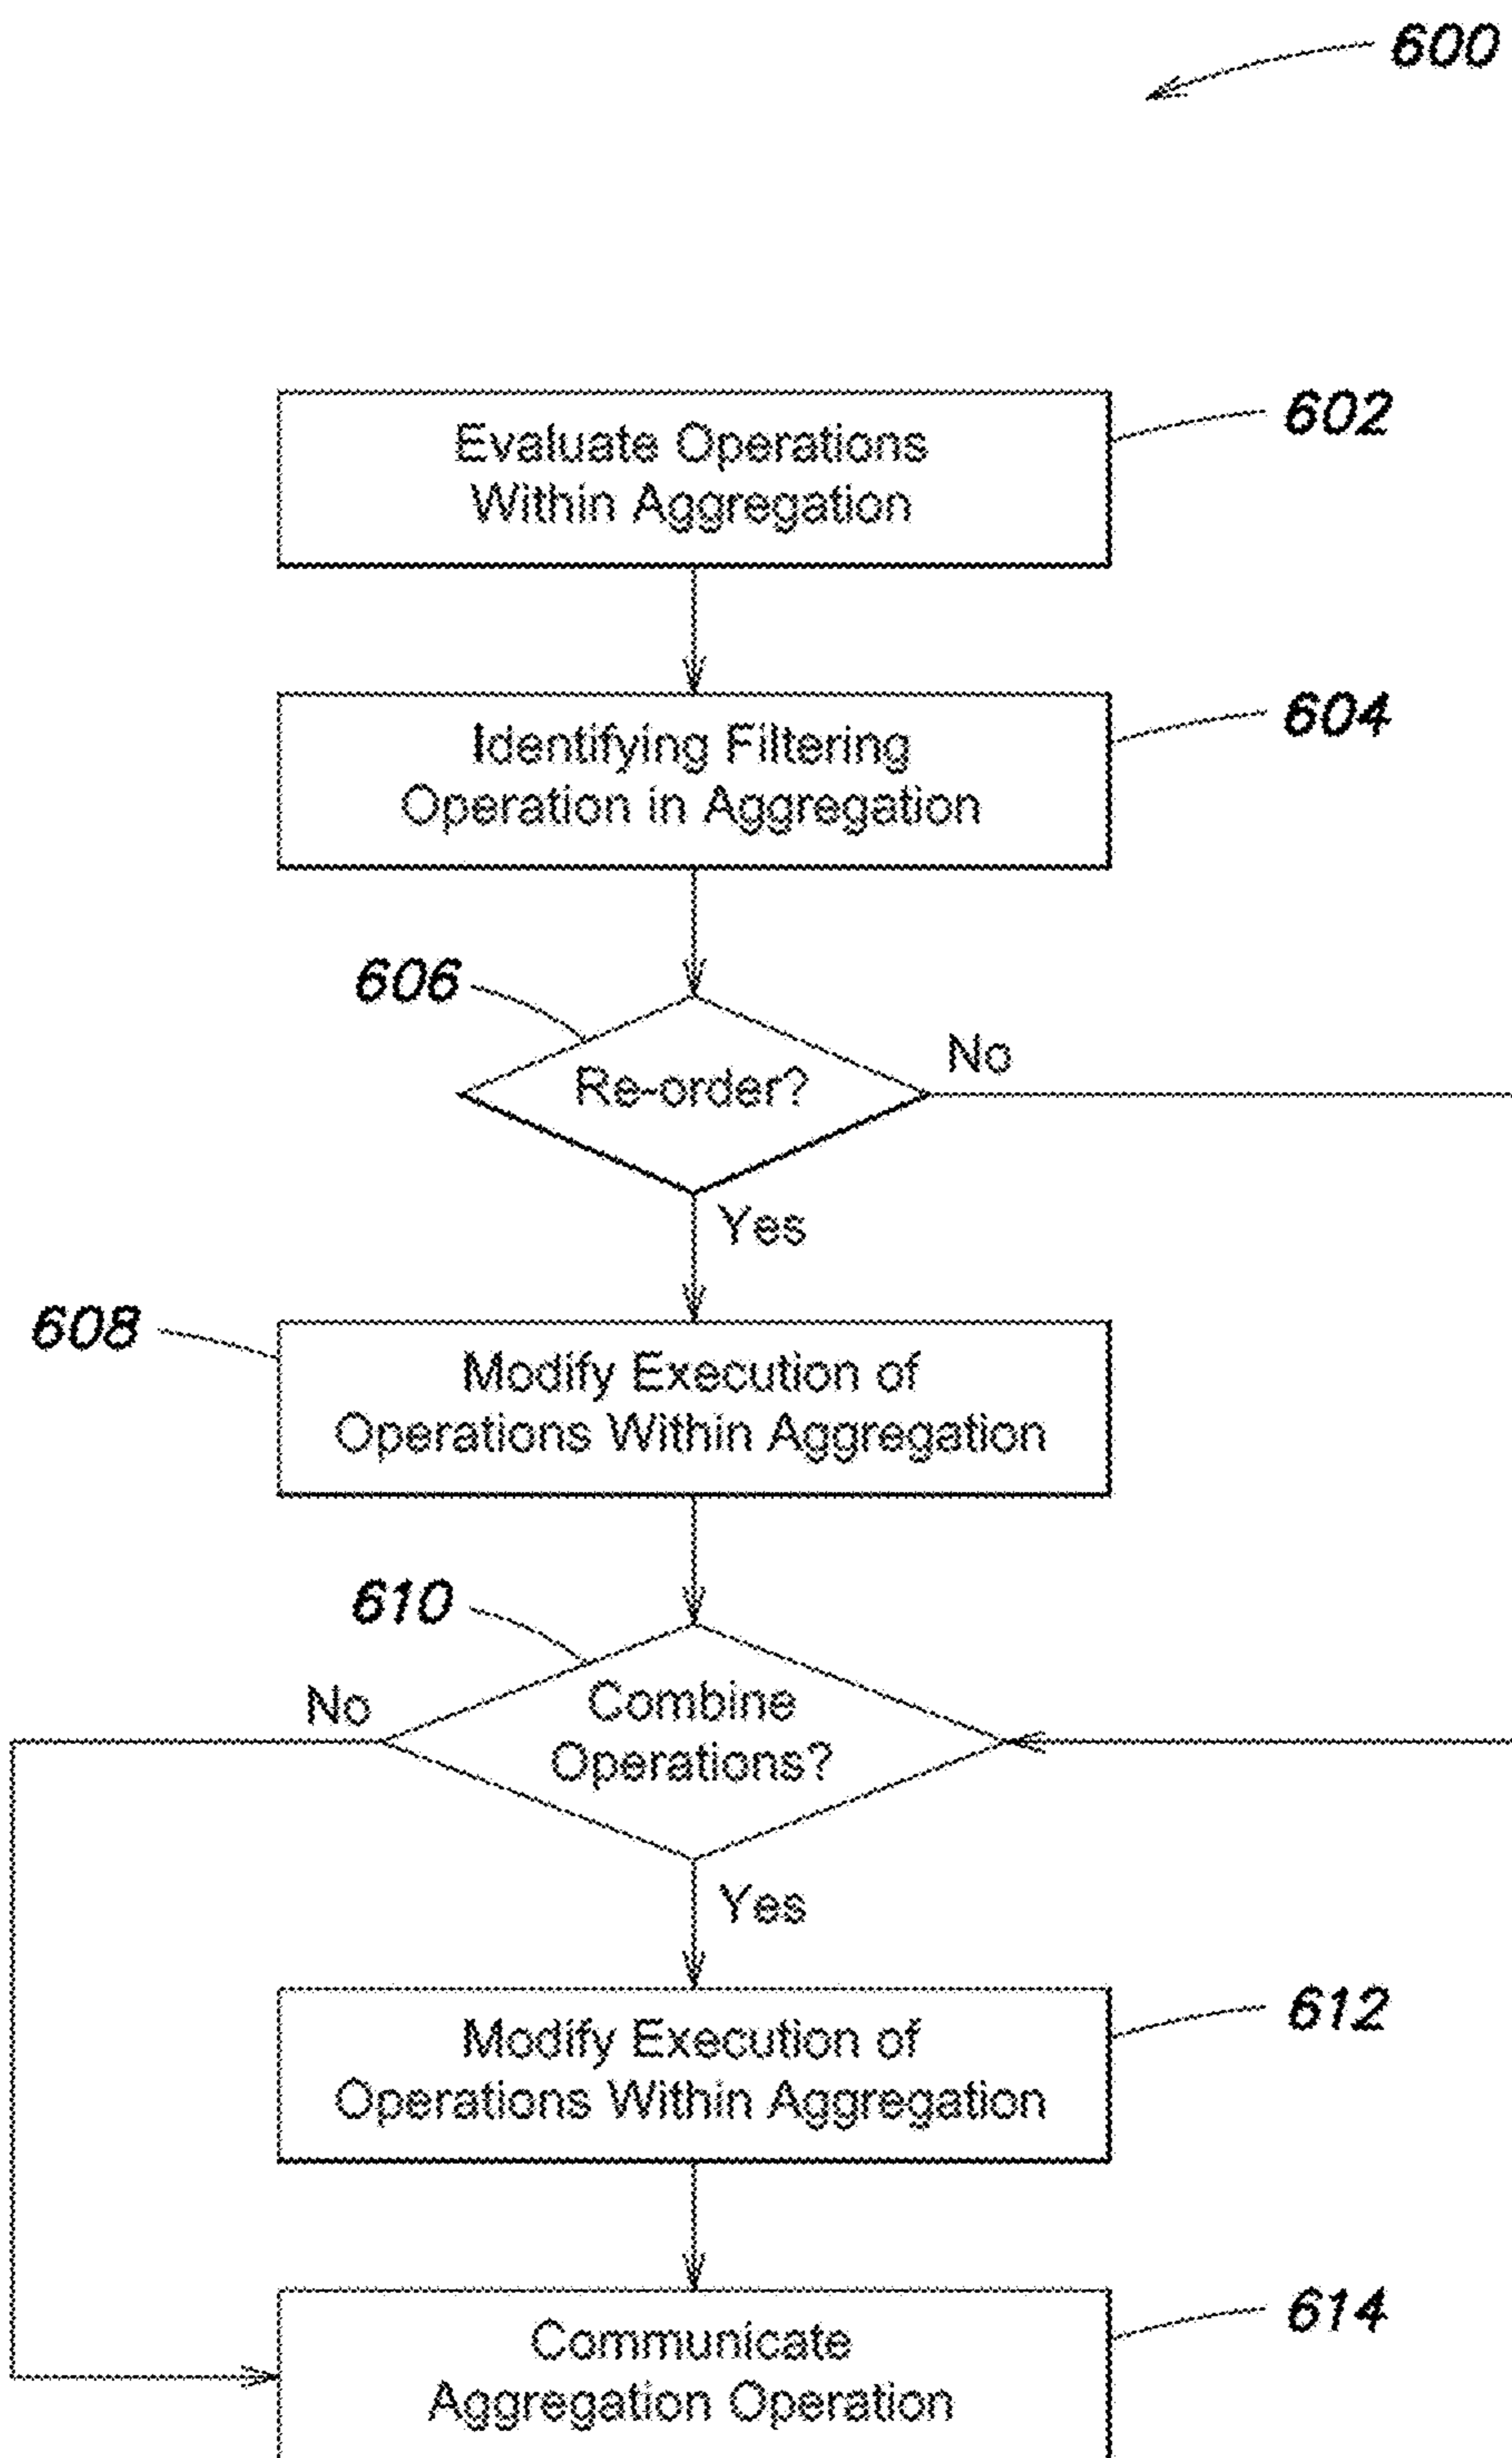 600
Evaluate Operations
Within Aggregation
602
Identifying Filtering
Operation in Aggregation
604
606
Re-order?
No
Yes
608
Modify Execution of
Operations Within Aggregation
610
No
Combine
Operations?
Yes
Modify Execution of
Operations Within Aggregation
612
Communicate
Aggregation Operation
614